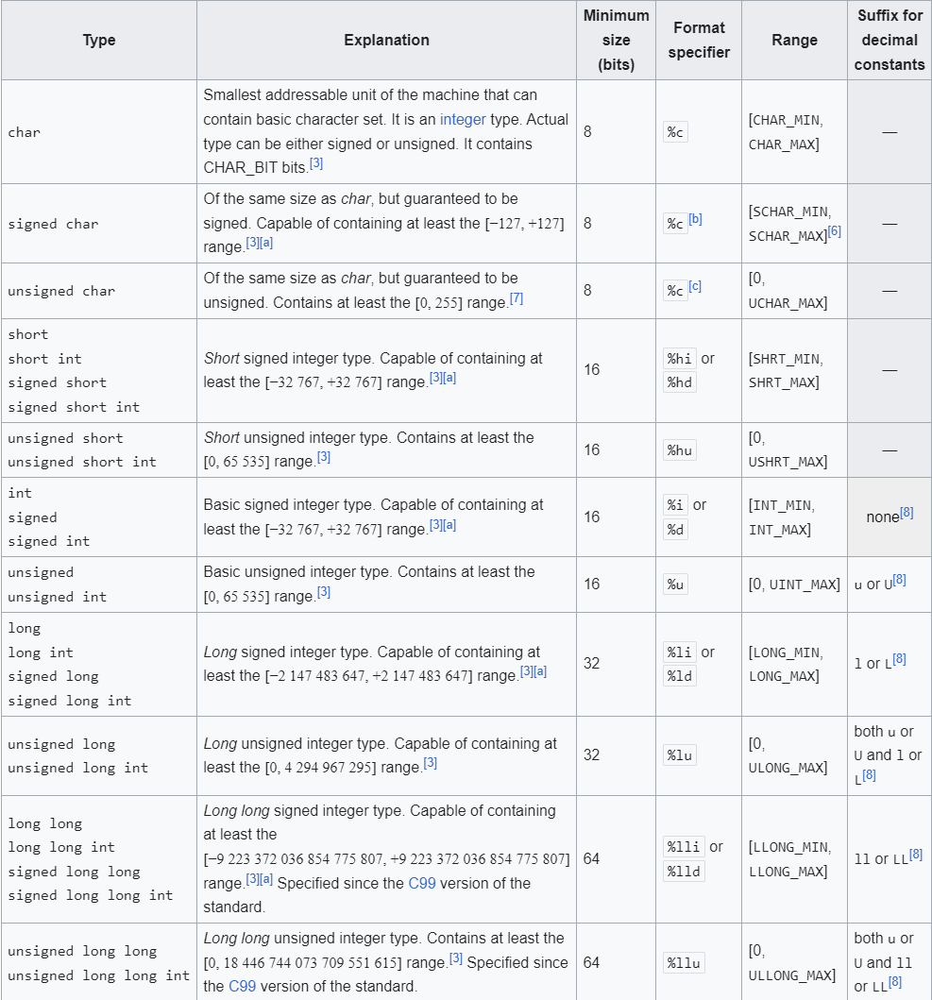 Type Explanation Minimum size (bits) Format specifier Range Suffix for decimal constants
char
Smallest addressable unit of the machine that can
contain basic character set. It is an integer type. Actual
type can be either signed or unsigned. It contains
CHAR_BIT bits.[3]
8
%c
[CHAR_MIN,
CHAR_MAX]
—
signed char
Of the same size as char, but guaranteed to be
signed. Capable of containing at least the [−127, +127]
range.[3][a]
8
%c[b]
[SCHAR_MIN,
SCHAR_MAX][6]
—
unsigned char
Of the same size as char, but guaranteed to be
unsigned. Contains at least the [0, 255] range.[7]
8
%c[c]
[0,
UCHAR_MAX]
—
short
short int
signed short
signed short int
Short signed integer type. Capable of containing at
least the [−32 767, +32 767] range.[3][a]
16
%hi or
%hd
[SHRT_MIN,
SHRT_MAX]
—
unsigned short
unsigned short int
Short unsigned integer type. Contains at least the
[0, 65 535] range.[3]
16
%hu
[0,
USHRT_MAX]
—
int
signed
signed int
Basic signed integer type. Capable of containing at
least the [−32 767, +32 767] range.[3][a]
16
%i or
%d
[INT_MIN,
INT_MAX]
none[8]
unsigned
unsigned int
Basic unsigned integer type. Contains at least the
[0, 65 535] range.[3]
16
%u
[0, UINT_MAX]
u or U[8]
long
long int
signed long
signed long int
Long signed integer type. Capable of containing at
least the [−2 147 483 647, +2 147 483 647] range.[3][a]
32
%li or
%ld
[LONG_MIN,
LONG_MAX]
l or L[8]
unsigned long
unsigned long int
Long unsigned integer type. Capable of containing at
least the [0, 4 294 967 295] range.[3]
32
%lu
[0,
ULONG_MAX]
both u or
U and l or
L[8]
long long
long long int
signed long long
signed long long int
Long long signed integer type. Capable of containing
at least the
[−9 223 372 036 854 775 807, +9 223 372 036 854 775 807]
range.[3][a] Specified since the C99 version of the
standard.
64
%lli or
%lld
[LLONG_MIN,
LLONG_MAX]
ll or LL[8]
unsigned long long
unsigned long long int
Long long unsigned integer type. Contains at least the
[0, 18 446 744 073 709 551 615] range.[3] Specified since
the C99 version of the standard.
64
%llu
[0,
ULLONG_MAX]
both u or
U and ll
or LL[8]